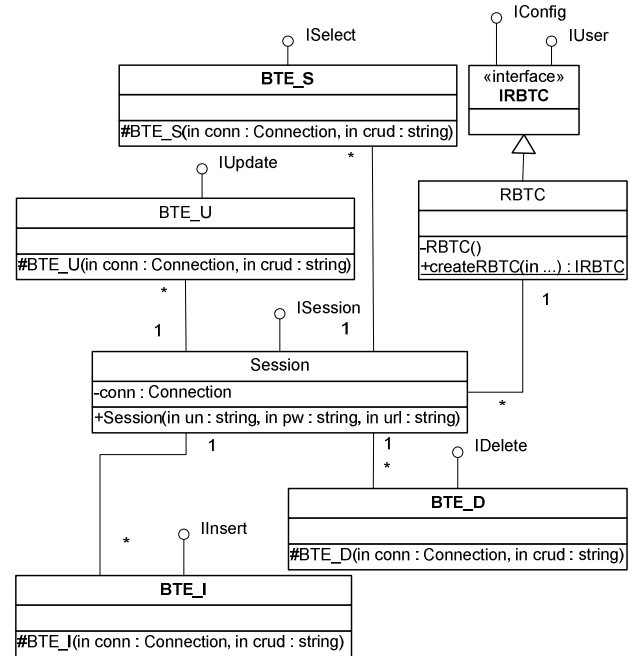 IConfig
ISelect
IUser
BTE_S
«interface»
IRBTC
#BTE_S(in conn : Connection, in crud : string)
*
IUpdate
RBTC
BTE_U
-RBTC()
+createRBTC(in ...) : IRBTC
#BTE_U(in conn : Connection, in crud : string)
*
1
ISession
1
1
Session
-conn : Connection
+Session(in un : string, in pw : string, in url : string)
*
1
1
*
IDelete
BTE_D
*
IInsert
#BTE_D(in conn : Connection, in crud : string)
BTE_I
#BTE_I(in conn : Connection, in crud : string)